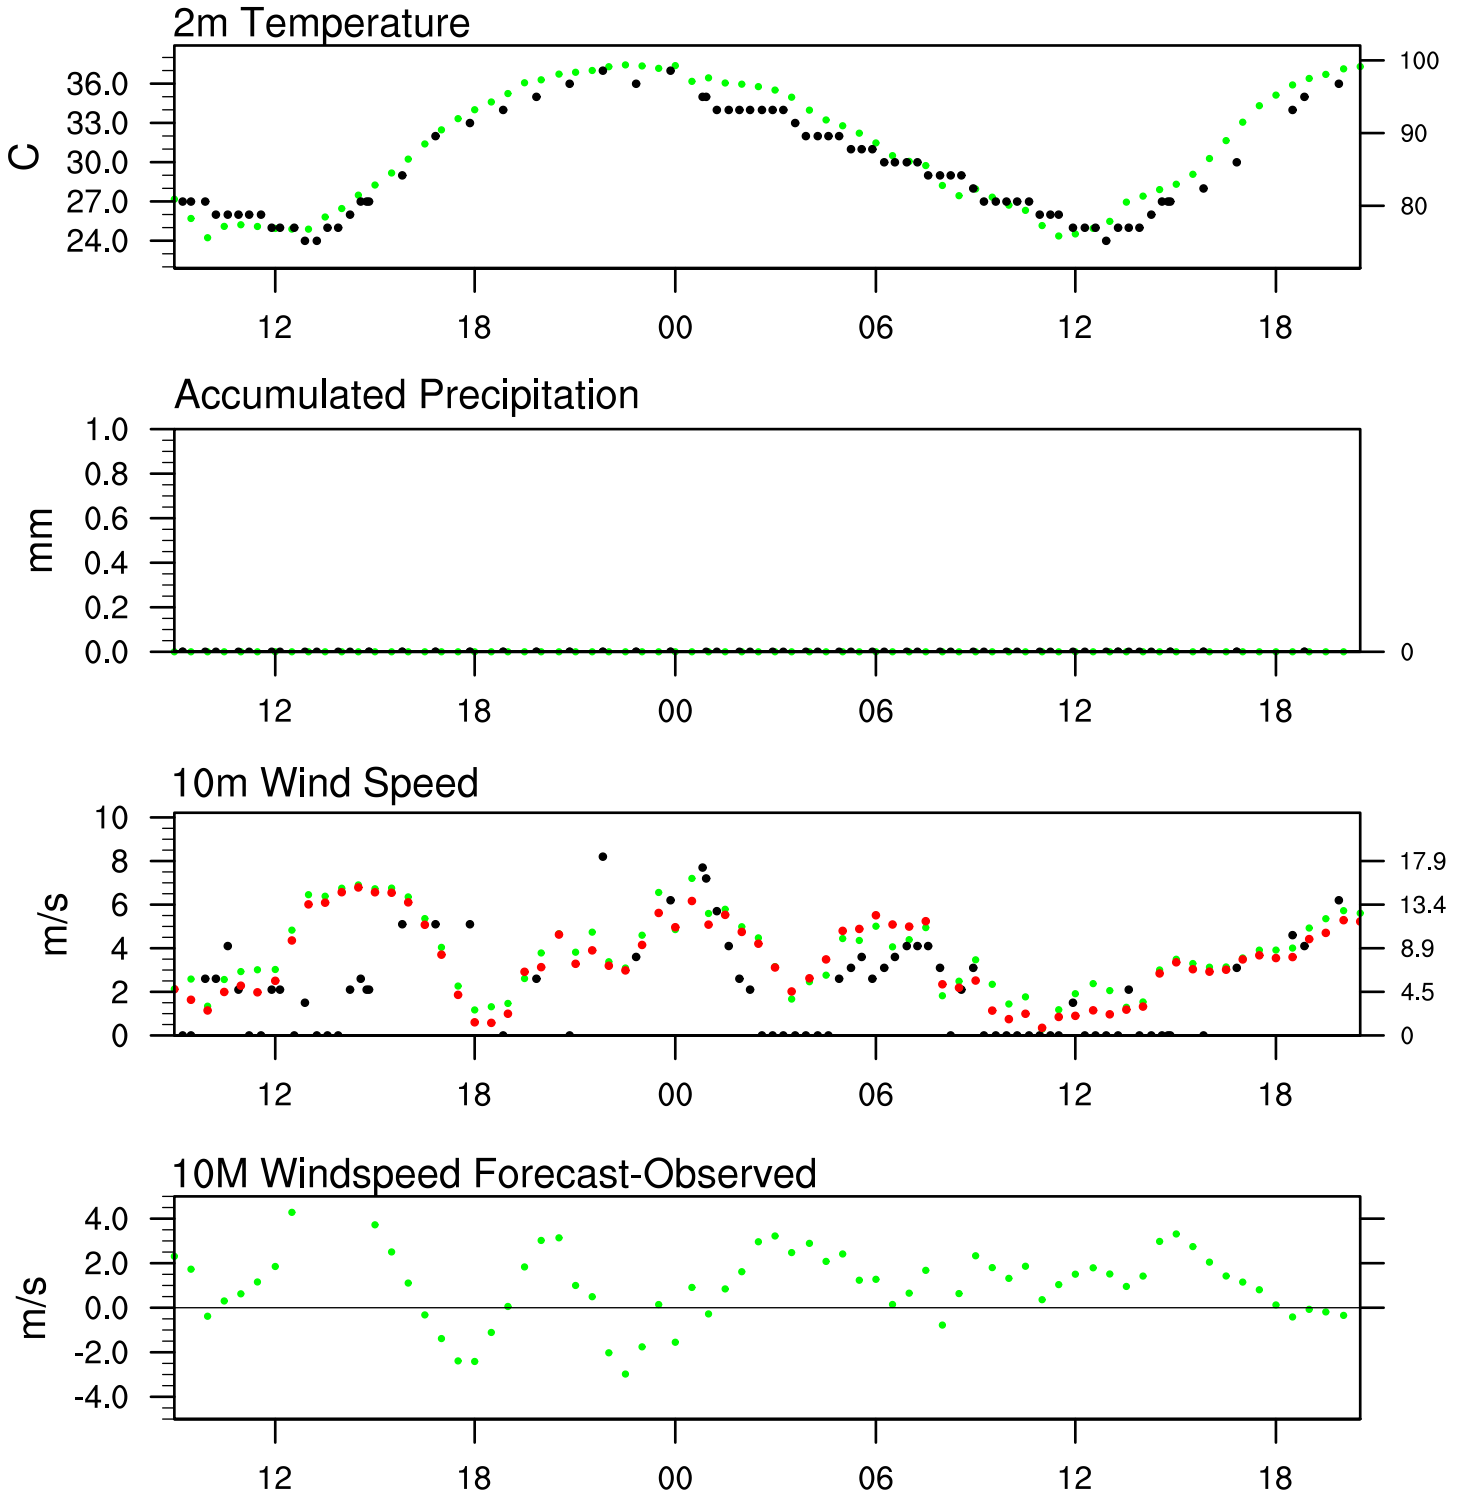 2m Temperature
C
36.0
33.0
30.0
27.0
24.0
100
90
80
12 18 00 06 12 18
Accumulated Precipitation
mm
1.0
0.8
0.6
0.4
0.2
0.0
0
12 18 00 06 12 18
10m Wind Speed
m/s
10
8
6
4
2
0
17.9
13.4
8.9
4.5
0
12 18 00 06 12 18
10M Windspeed Forecast-Observed
m/s
4.0
2.0
0.0
-2.0
-4.0
12 18 00 06 12 18